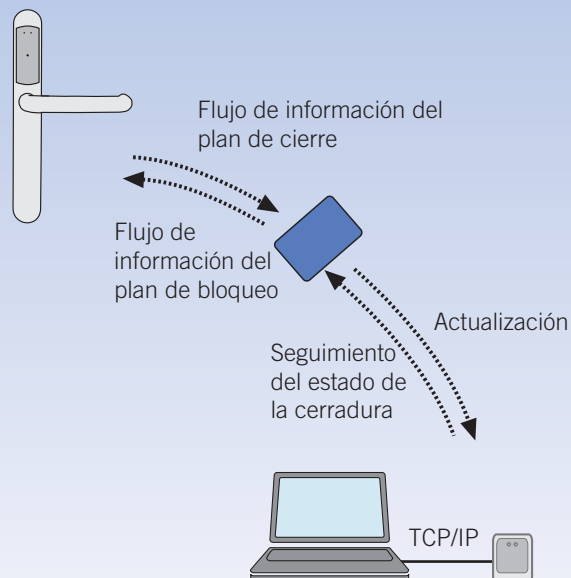 Flujo de información del
plan de cierre
Flujo de
información del
plan de bloqueo
Actualización
Seguimiento
del estado de
la cerradura
TCP/IP